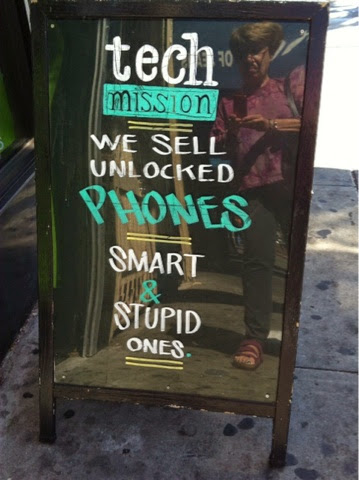 tech
mission
WE SELL
UNLOCKED
PHONES
SMART
&
STUPID
ONES.